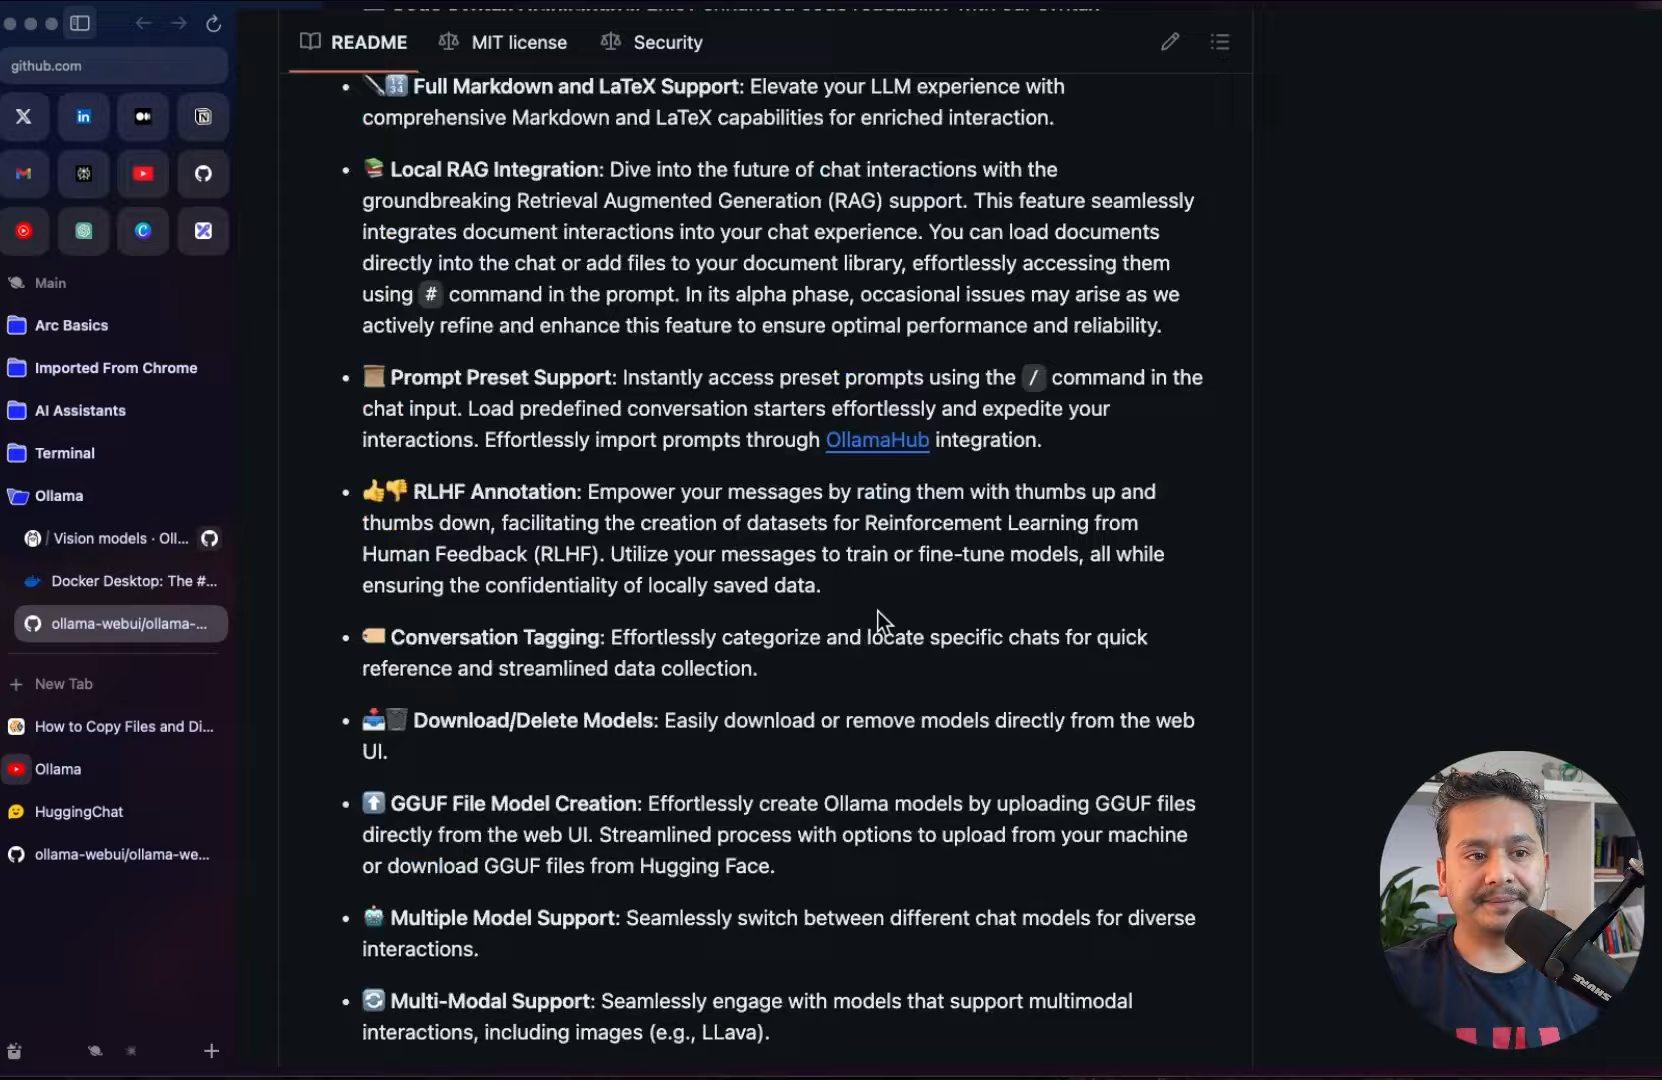 README
MIT license
Security
github.com
Main
Arc Basics
Imported From Chrome
AI Assistants
Terminal
Ollama
/ Vision models · Oll...
Docker Desktop: The #...
ollama-webui/ollama-...
New Tab
How to Copy Files and Di...
Ollama
HuggingChat
ollama-webui/ollama-we...
Full Markdown and LaTeX Support: Elevate your LLM experience with
comprehensive Markdown and LaTeX capabilities for enriched interaction.
Local RAG Integration: Dive into the future of chat interactions with the
groundbreaking Retrieval Augmented Generation (RAG) support. This feature seamlessly
integrates document interactions into your chat experience. You can load documents
directly into the chat or add files to your document library, effortlessly accessing them
using # command in the prompt. In its alpha phase, occasional issues may arise as we
actively refine and enhance this feature to ensure optimal performance and reliability.
Prompt Preset Support: Instantly access preset prompts using the / command in the
chat input. Load predefined conversation starters effortlessly and expedite your
interactions. Effortlessly import prompts through OllamaHub integration.
RLHF Annotation: Empower your messages by rating them with thumbs up and
thumbs down, facilitating the creation of datasets for Reinforcement Learning from
Human Feedback (RLHF). Utilize your messages to train or fine-tune models, all while
ensuring the confidentiality of locally saved data.
Conversation Tagging: Effortlessly categorize and locate specific chats for quick
reference and streamlined data collection.
Download/Delete Models: Easily download or remove models directly from the web
UI.
GGUF File Model Creation: Effortlessly create Ollama models by uploading GGUF files
directly from the web UI. Streamlined process with options to upload from your machine
or download GGUF files from Hugging Face.
Multiple Model Support: Seamlessly switch between different chat models for diverse
interactions.
Multi-Modal Support: Seamlessly engage with models that support multimodal
interactions, including images (e.g., LLava).
SHURE